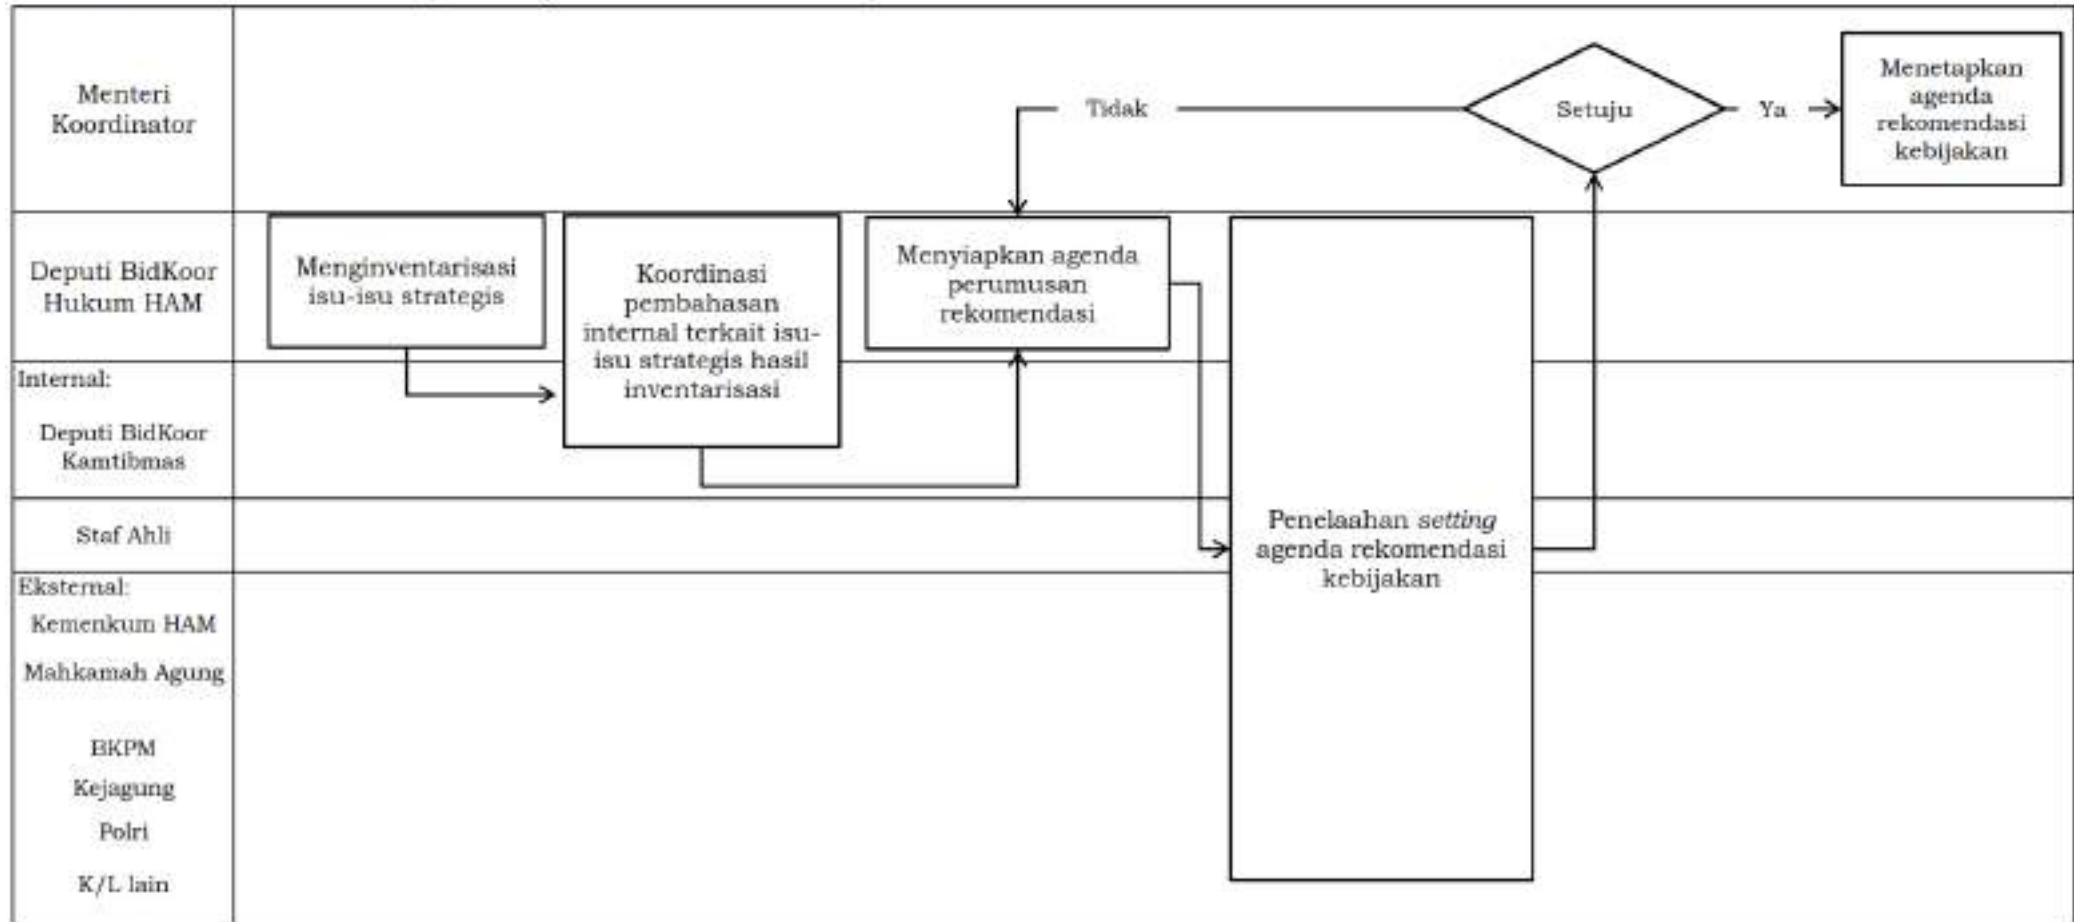 Menteri
Koordinator
Tidak
Setuju
Ya
Menetapkan
agenda
rekomendasi
kebijakan
Deputi BidKoor
Hukum HAM
Menginventarisasi
isu-isu strategis
Koordinasi
pembahasan
internal terkait isu-
isu strategis hasil
inventarisasi
Menyiapkan agenda
perumusan
rekomendasi
Internal:
Deputi BidKoor
Kamtibmas
Staf Ahli
Penelaahan setting
agenda rekomendasi
kebijakan
Eksternal:
Kemenkum HAM
Mahkamah Agung
BKPM
Kejagung
Polri
K/L lain